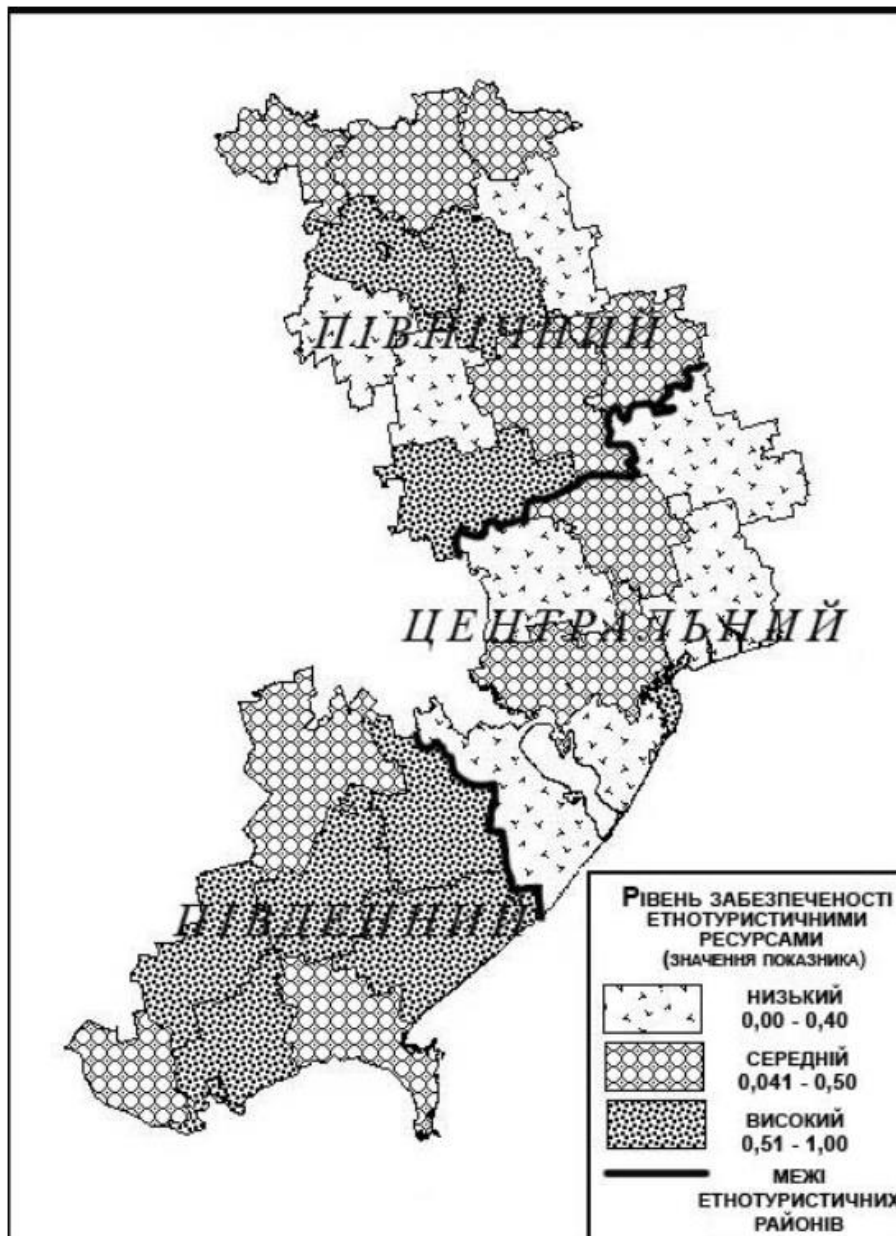 ПІВНІЧНИЙ
ЦЕНТРАЛЬНИЙ
ПІВДЕННИЙ
РІВЕНЬ ЗАБЕЗПЕЧЕНОСТІ
ЕТНОТУРИСТИЧНИМИ
РЕСУРСАМИ
(ЗНАЧЕННЯ ПОКАЗНИКА)
НИЗЬКИЙ
0,00 - 0,40
СЕРЕДНІЙ
0,041 - 0,50
ВИСОКИЙ
0,51 - 1,00
МЕЖІ
ЕТНОТУРИСТИЧНИХ
РАЙОНІВ